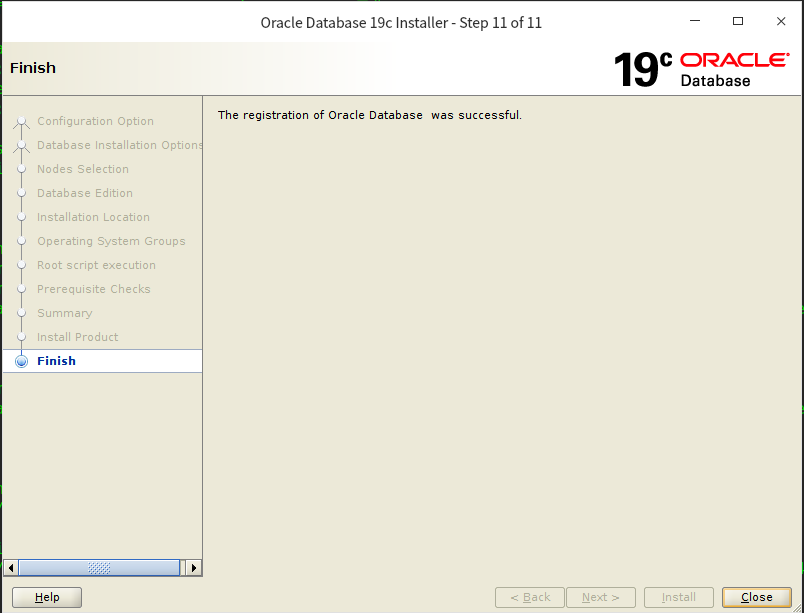 Oracle Database 19c Installer - Step 11 of 11
Finish
19c ORACLE
Database
Configuration Option
Database Installation Options
Nodes Selection
Database Edition
Installation Location
Operating System Groups
Root script execution
Prerequisite Checks
Summary
Install Product
Finish
The registration of Oracle Database  was successful.
Help
< Back
Next >
Install
Close